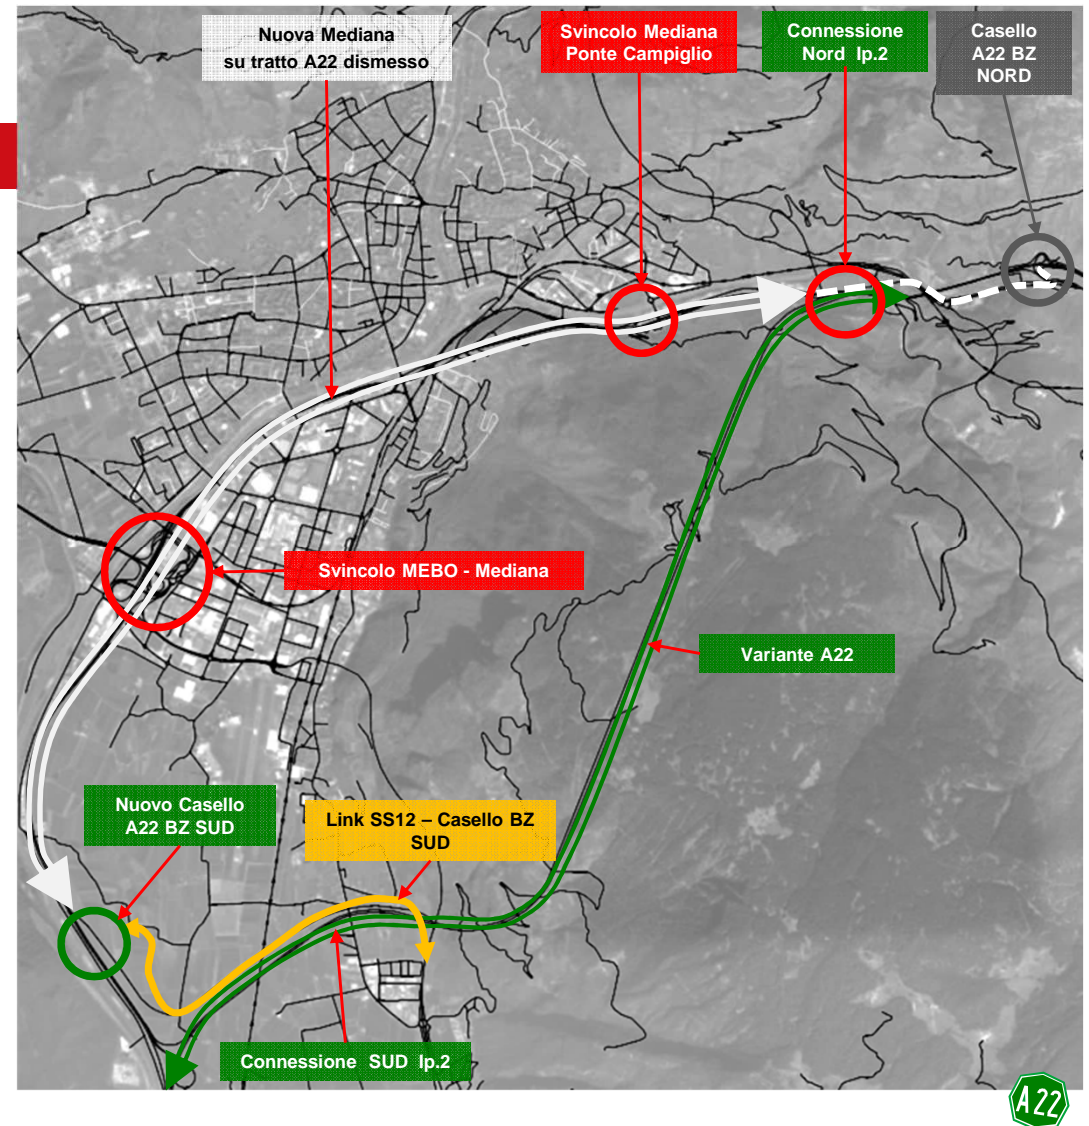 Nuova Mediana
su tratto A22 dismesso
Svincolo Mediana
Ponte Campiglio
Connessione
Nord Ip.2
Casello
A22 BZ
NORD
Svincolo MEBO - Mediana
Variante A22
Nuovo Casello
A22 BZ SUD
Link SS12 – Casello BZ
SUD
Connessione SUD Ip.2
A22